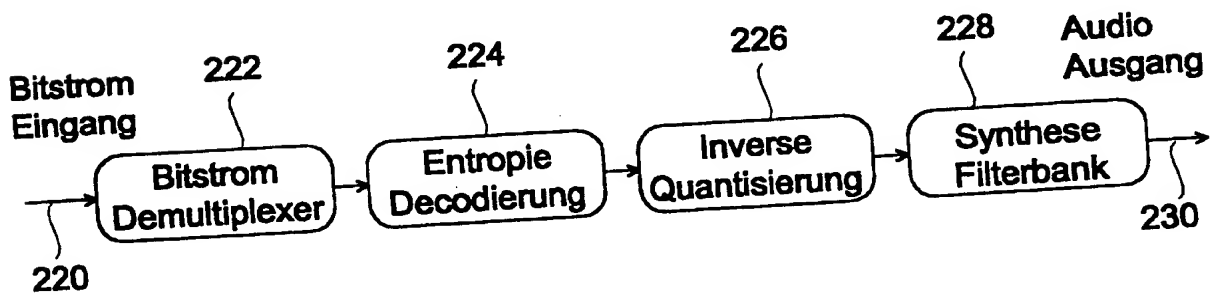 Bitstrom
Eingang
220
222
Bitstrom
Demultiplexer
224
Entropie
Decodierung
226
Inverse
Quantisierung
228
Synthese
Filterbank
Audio
Ausgang
230